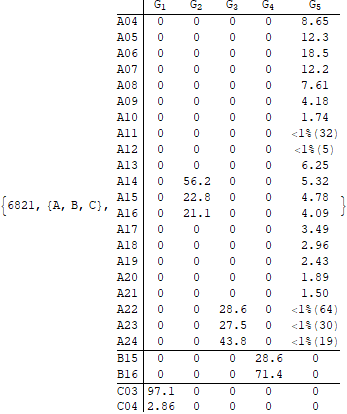 G1 G2 G3 G4 G5
A04 0 0 0 0 8.65
A05 0 0 0 0 12.3
A06 0 0 0 0 18.5
A07 0 0 0 0 12.2
A08 0 0 0 0 7.61
A09 0 0 0 0 4.18
A10 0 0 0 0 1.74
A11 0 0 0 0 <1%(32)
A12 0 0 0 0 <1%(5)
A13 0 0 0 0 6.25
A14 0 56.2 0 0 5.32
{6821, {A, B, C}, A15 0 22.8 0 0 4.78 }
A16 0 21.1 0 0 4.09
A17 0 0 0 0 3.49
A18 0 0 0 0 2.96
A19 0 0 0 0 2.43
A20 0 0 0 0 1.89
A21 0 0 0 0 1.50
A22 0 0 28.6 0 <1%(64)
A23 0 0 27.5 0 <1%(30)
A24 0 0 43.8 0 <1%(19)
B15 0 0 0 28.6 0
B16 0 0 0 71.4 0
C03 97.1 0 0 0 0
C04 2.86 0 0 0 0